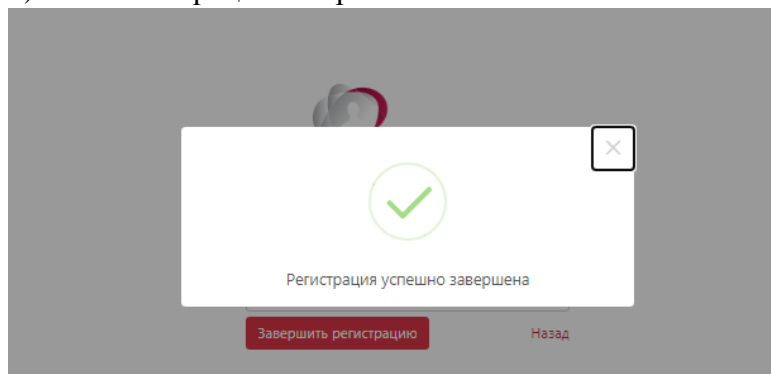 Регистрация успешно завершена
Завершить регистрацию
Назад